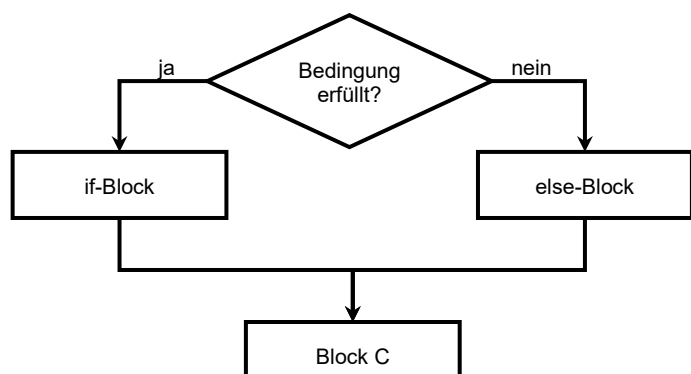 Bedingung
erfüllt?
ja
nein
if-Block
else-Block
Block C